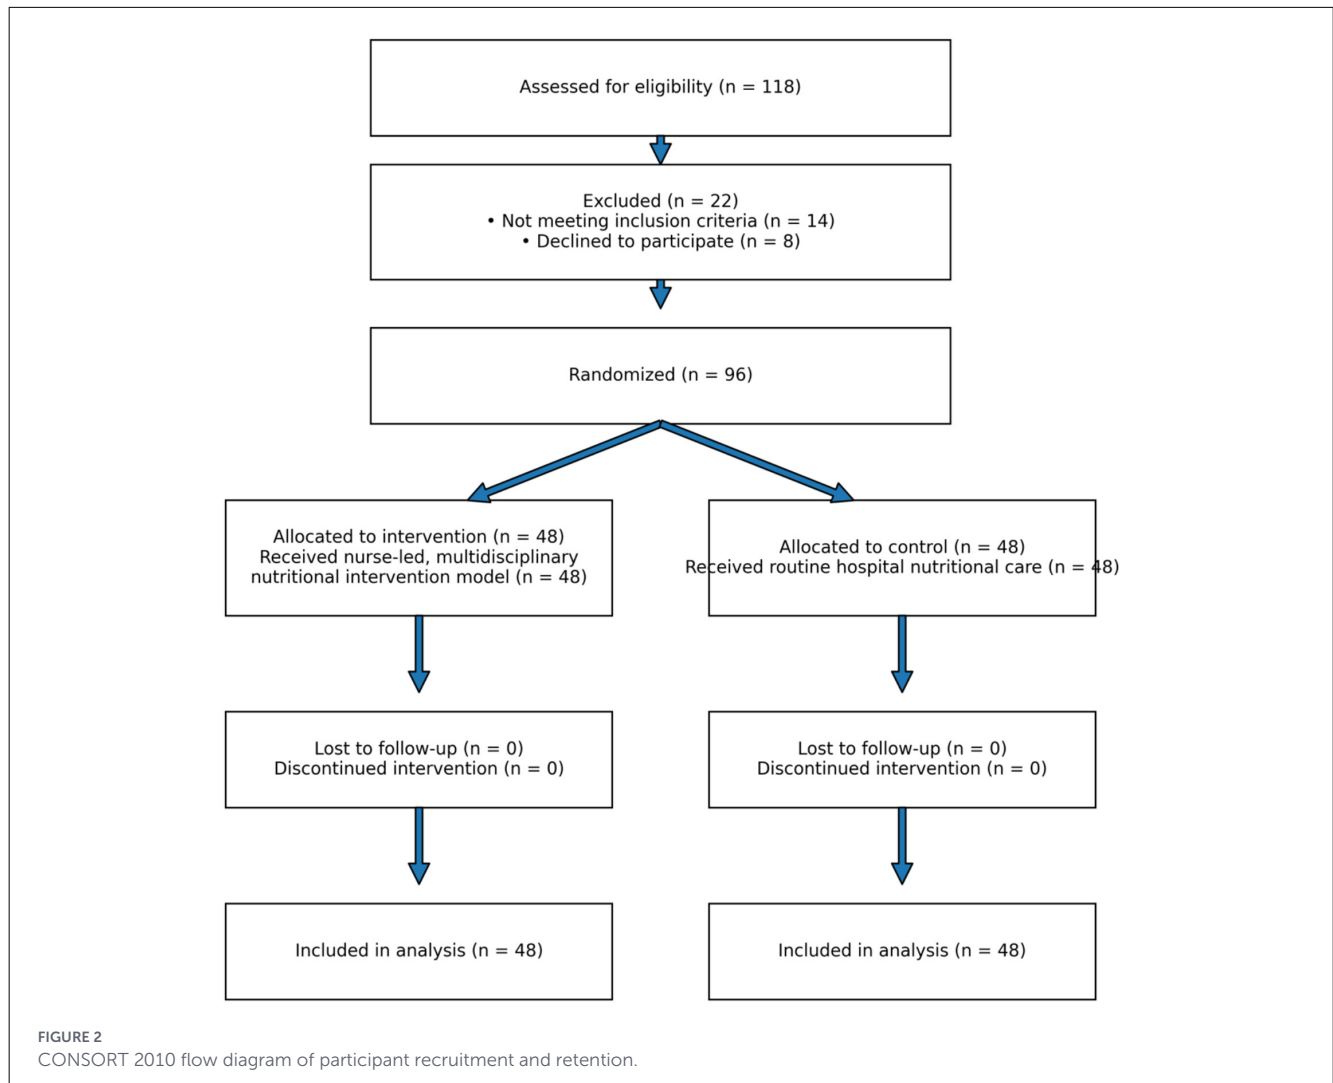 Assessed for eligibility (n = 118)
Excluded (n = 22)
• Not meeting inclusion criteria (n = 14)
• Declined to participate (n = 8)
Randomized (n = 96)
Allocated to intervention (n = 48)
Received nurse-led, multidisciplinary
nutritional intervention model (n = 48)
Allocated to control (n = 48)
Received routine hospital nutritional care (n = 48)
Lost to follow-up (n = 0)
Discontinued intervention (n = 0)
Lost to follow-up (n = 0)
Discontinued intervention (n = 0)
Included in analysis (n = 48)
Included in analysis (n = 48)
FIGURE 2
CONSORT 2010 flow diagram of participant recruitment and retention.